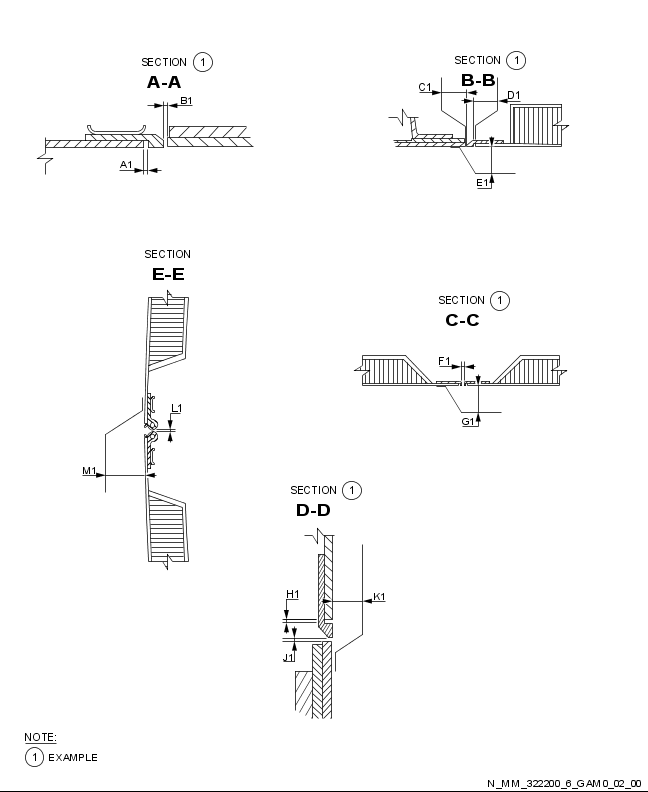 SECTION 1
A-A
B1
A1
SECTION 1
B-B
C1
D1
E1
SECTION
E-E
L1
M1
SECTION 1
C-C
F1
G1
SECTION 1
D-D
H1
K1
J1
NOTE:
1 EXAMPLE
N_MM_322200_6_GAM0_02_00